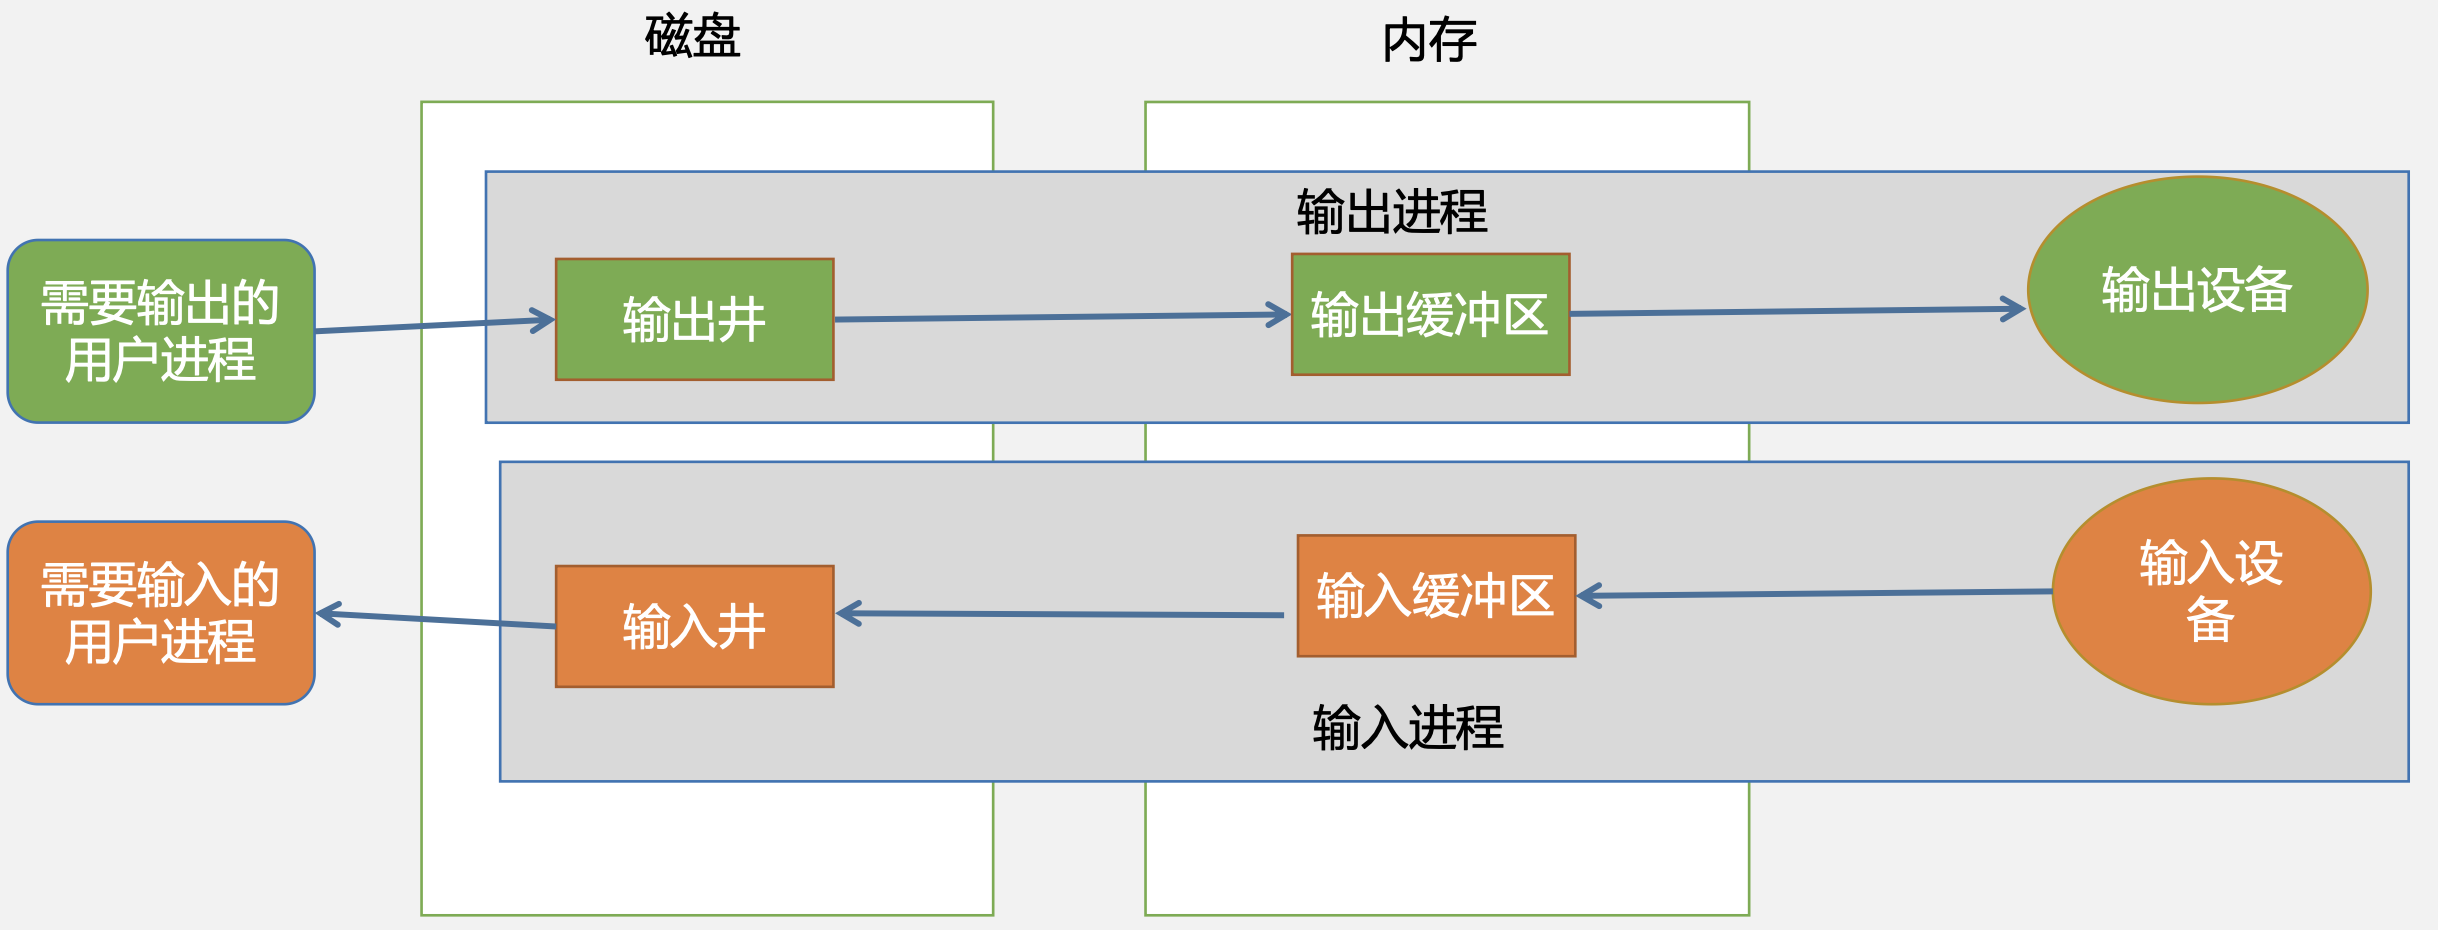 磁盘
内存
输出进程
需要输出的
用户进程
输出井
输出缓冲区
输出设备
需要输入的
用户进程
输入井
输入缓冲区
输入设
备
输入进程